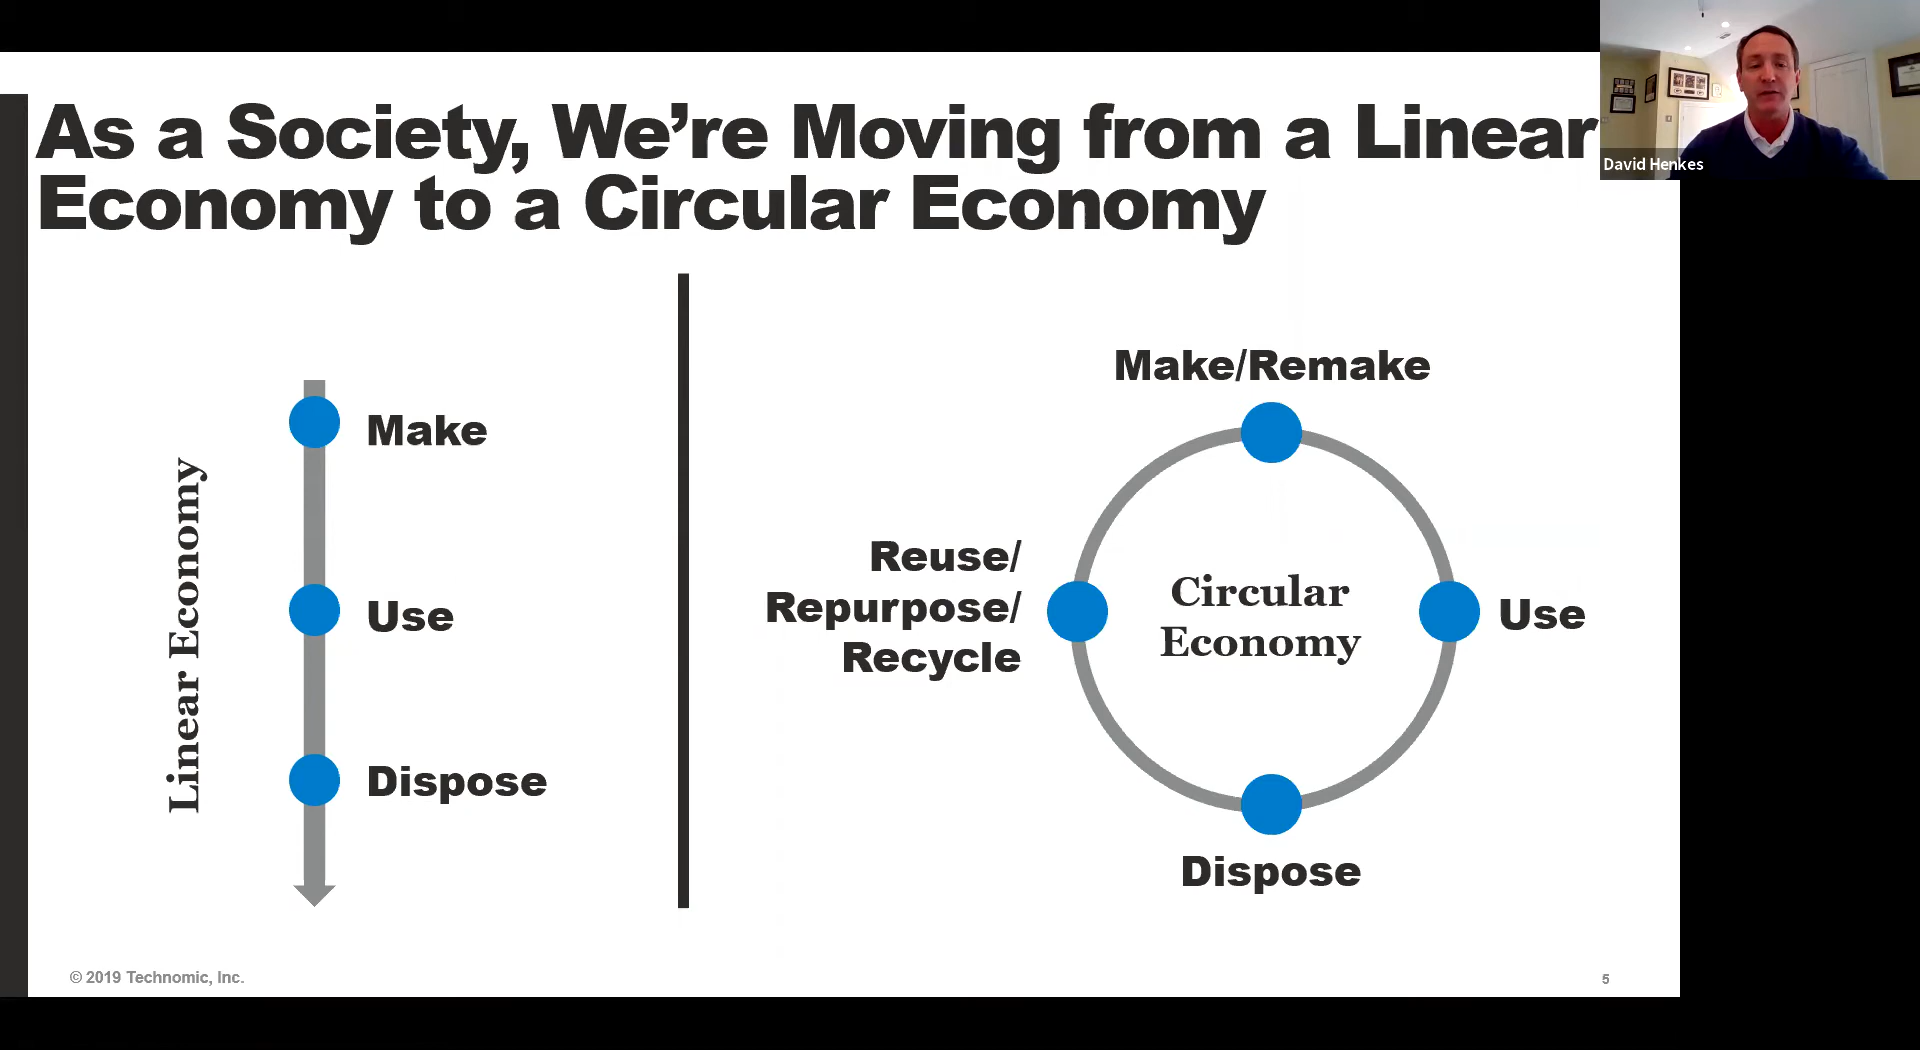 As a Society, We’re Moving from a Linear
Economy to a Circular Economy
David Henkes
Linear Economy
Make
Use
Dispose
Make/Remake
Reuse/
Repurpose/
Recycle
Circular
Economy
Use
Dispose
© 2019 Technomic, Inc.
5